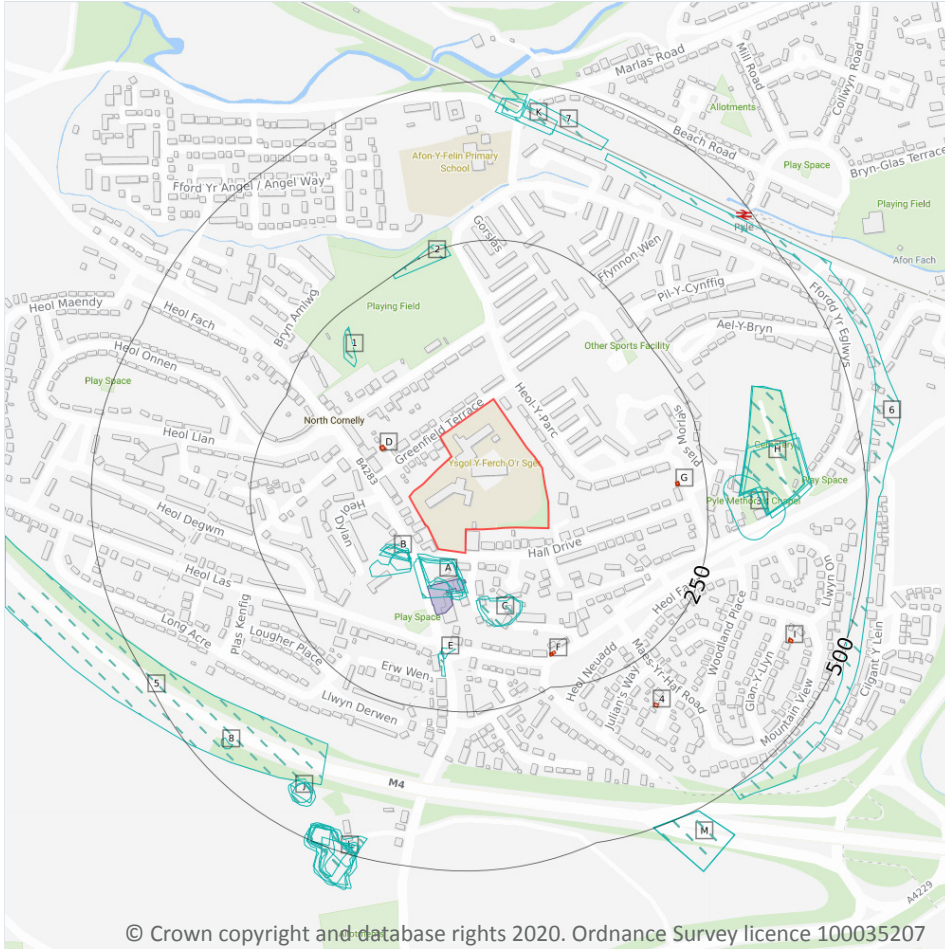 Marlas Road
Mill Road
Collwyn Road
K
7
Allotments
Beach Road
Afon-Y-Felin Primary
School
Play Space
Bryn-Glas Terrace
Fford Yr Angel / Angel Way
Playing Field
Pyle
Gorslas
Ffynnon Wen
2
Afon Fach
Pil-Y-Cynffig
Heol Maendy
Heol Fach
Bryn Amlwg
Playing Field
Ffordd Yr Eglwys
Ael-Y-Bryn
1
Other Sports Facility
Heol Onnen
Play Space
Heol-Y-Parc
6
North Cornelly
Greenfield Terrace
Plas Morlais
Heol Llan
D
B4283
Cemetery
H
Ysgol Y Ferch O'r Sger
G
Play Space
Pyle Methodist Chapel
3
Heol Degwm
Heol
Dylan
B
Hall Drive
A
Heol Las
250
Heol Fa
C
Llwyn On
Plas Kenfig
Play Space
Woodland Place
Long Acre
Lougher Place
E
F
I
500
Cilgant Y Lein
Erw Wen
Heol Neuadd
Maes-Yr-Haf Road
Glan-Y-Llyn
5
Llwyn Derwen
Julian's Way
4
Mountain View
8
J
M4
M
A4229
Allotments
© Crown copyright and database rights 2020. Ordnance Survey licence 100035207